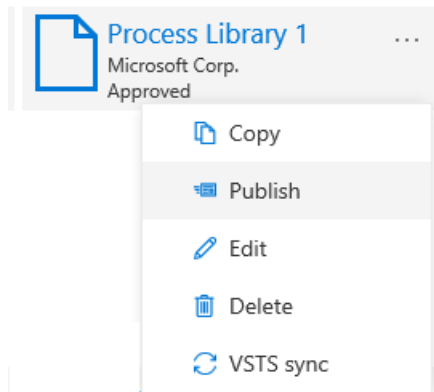 Process Library 1
...
Microsoft Corp.
Approved
Copy
Publish
Edit
Delete
VSTS sync